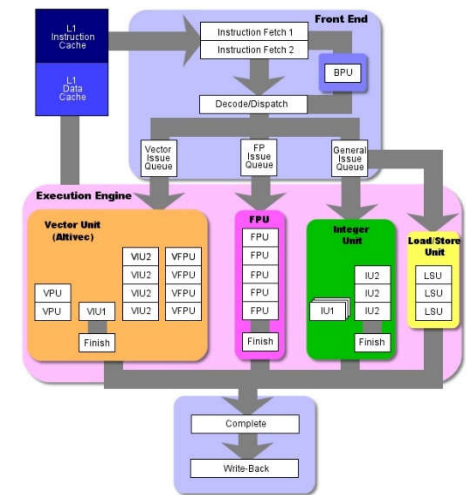 L1
Instruction
Cache
L1
Data
Cache
Front End
Instruction Fetch 1
Instruction Fetch 2
BPU
Decode/Dispatch
Vector
Issue
Queue
FP
Issue
Queue
General
Issue
Queue
Execution Engine
Vector Unit
(Altivec)
VPU
VPU
VIU1
VIU2
VIU2
VIU2
VIU2
VFPU
VFPU
VFPU
VFPU
Finish
FPU
FPU
FPU
FPU
FPU
FPU
Finish
Integer
Unit
IU1
IU2
IU2
IU2
Finish
Load/Store
Unit
LSU
LSU
LSU
Complete
Write-Back